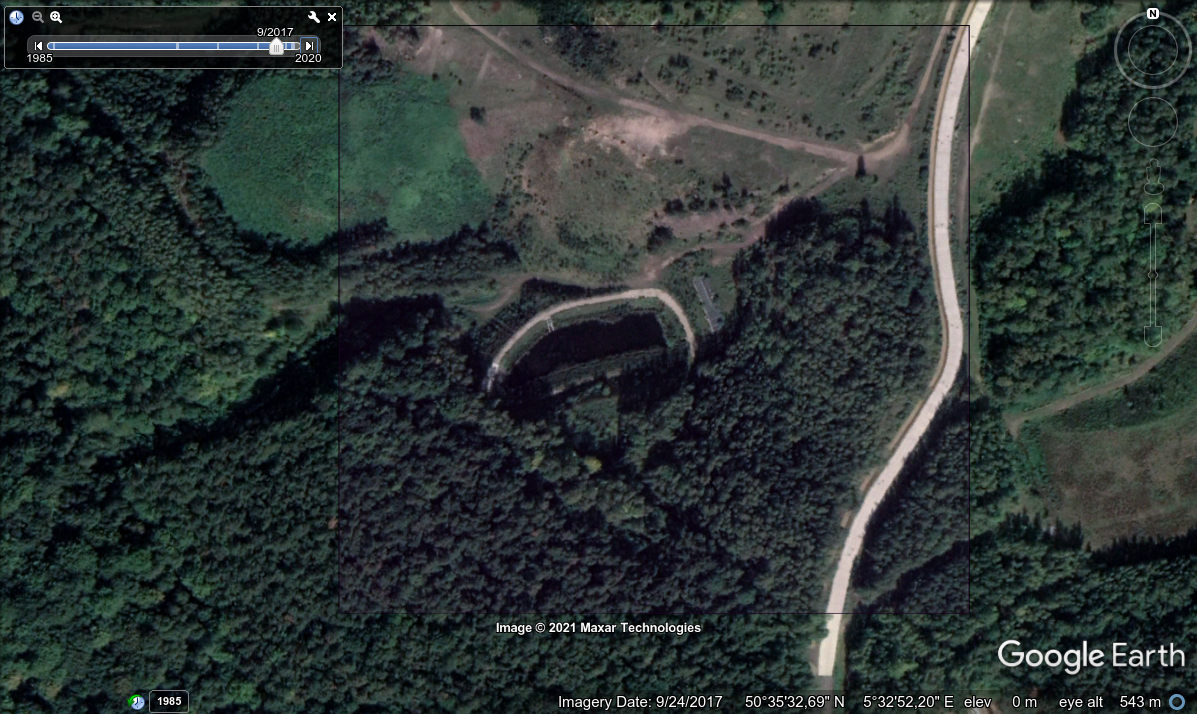 9/2017
1985
2020
N
Image © 2021 Maxar Technologies
Google Earth
1985
Imagery Date: 9/24/2017 50°35'32,69" N 5°32'52,20" E elev 0 m eye alt 543 m